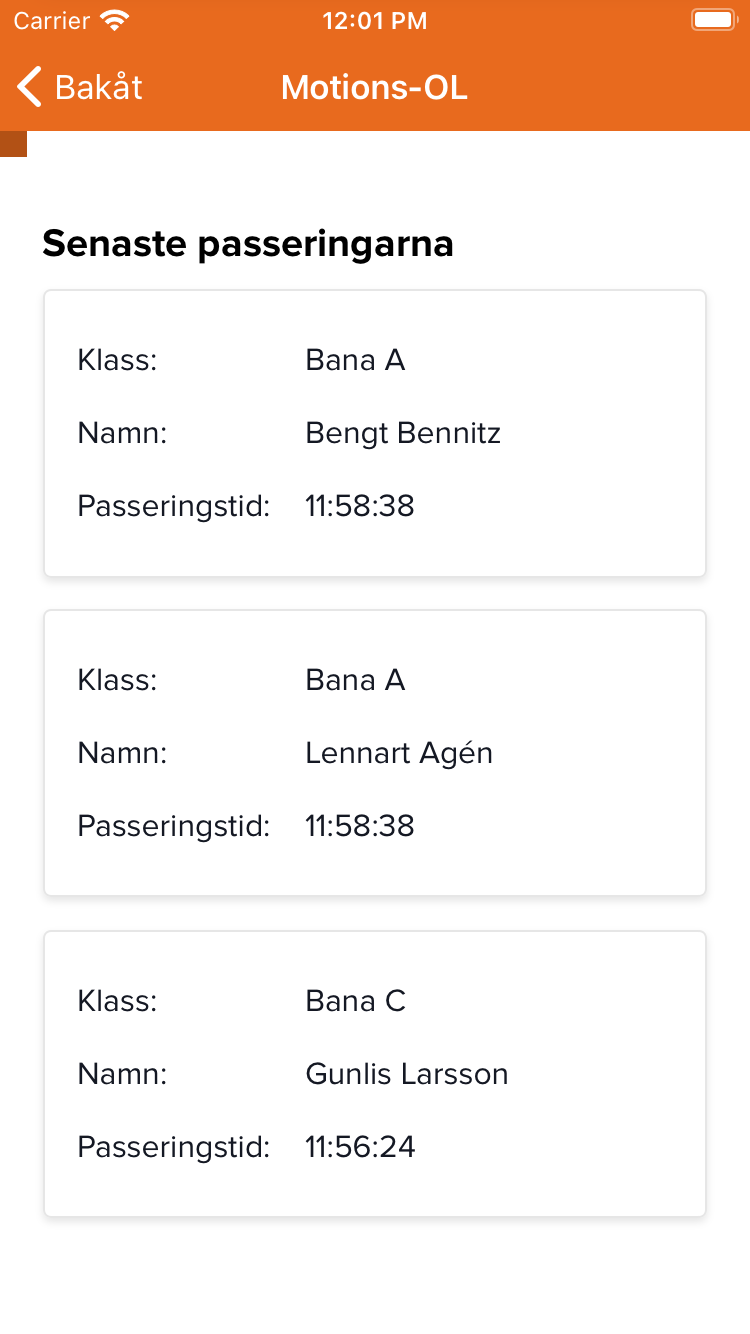 Carrier 12:01 PM
Bakåt Motions-OL
Senaste passeringarna
Klass: Bana A
Namn: Bengt Bennitz
Passeringstid: 11:58:38
Klass: Bana A
Namn: Lennart Agén
Passeringstid: 11:58:38
Klass: Bana C
Namn: Gunlis Larsson
Passeringstid: 11:56:24